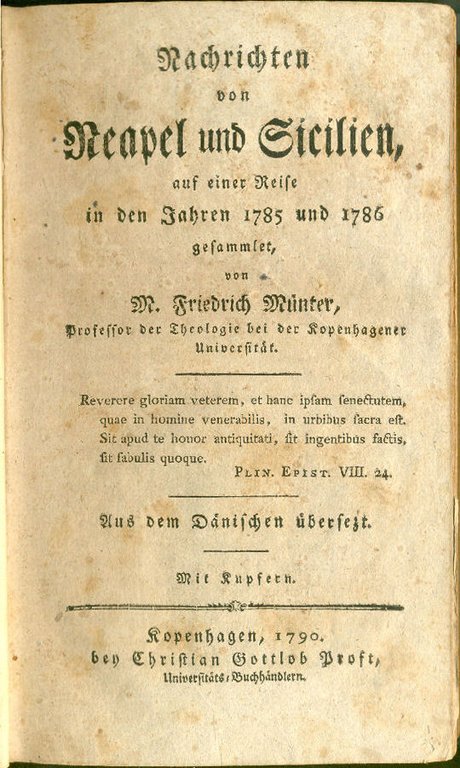 Nachrichten
von
Neapel und Sicilien,
auf einer Reise
in den Jahren 1785 und 1786
gesammlet,
von
M. Friedrich Münter,
Professor der Theologie bei der Kopenhagener
Universität.
Reverere gloriam veterem, et hanc ipsam ſenectutem,
quae in homine venerabilis, in urbibus ſacra eſt.
Sit apud te honor antiquitati, ſit ingentibus factis,
ſit fabulis quoque.
PLIN. EPIST. VIII. 24.
Aus dem Dänischen übersezt.
Mit Kupfern.
Kopenhagen, 1790.
bey Christian Gottlob Proft,
Universitäts-Buchhändlern.